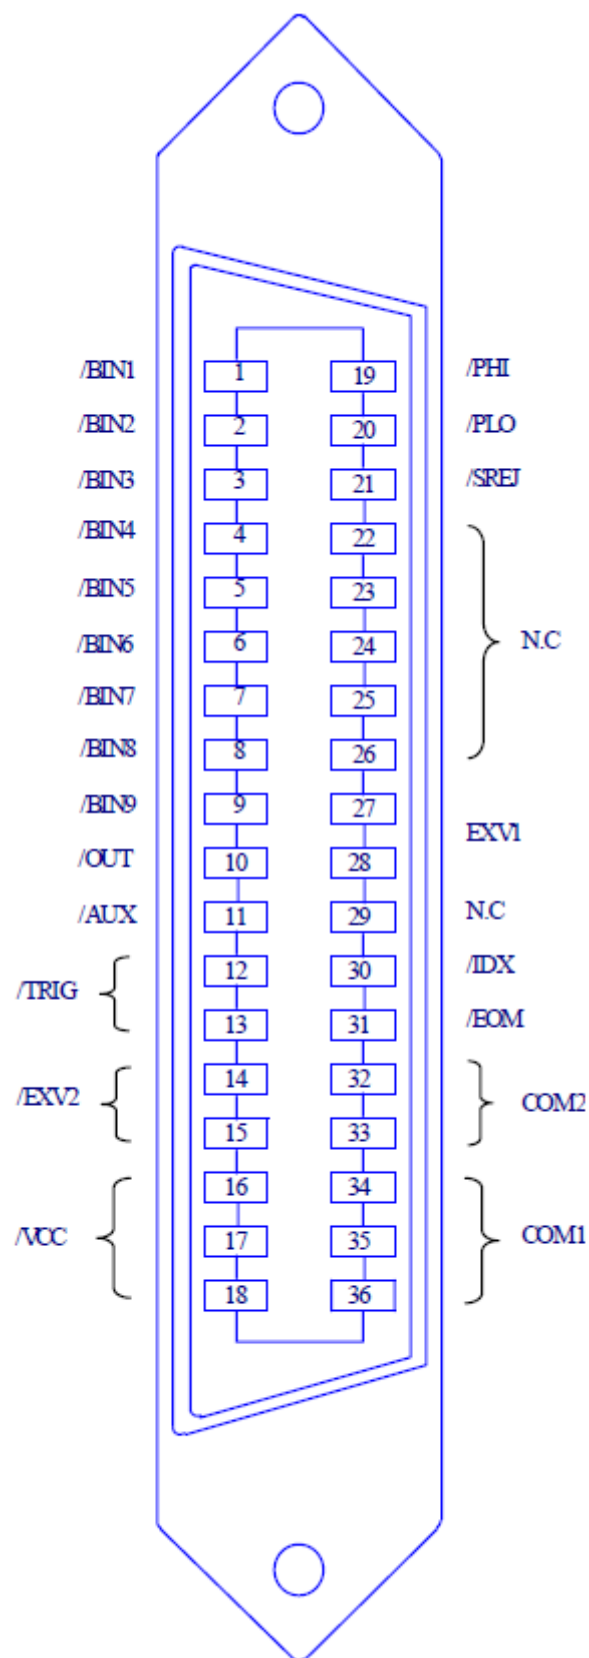 /BIN1 1 19 /PHI
/BIN2 2 20 /PLO
/BIN3 3 21 /SREJ
/BIN4 4 22
/BIN5 5 23
/BIN6 6 24 N.C
/BIN7 7 25
/BIN8 8 26
/BIN9 9 27
EXV1
/OUT 10 28
/AUX 11 29 N.C
12 30 /IDX
/TRIG
13 31 /EOM
14 32
/EXV2 COM2
15 33
16 34
/VCC 17 35 COM1
18 36